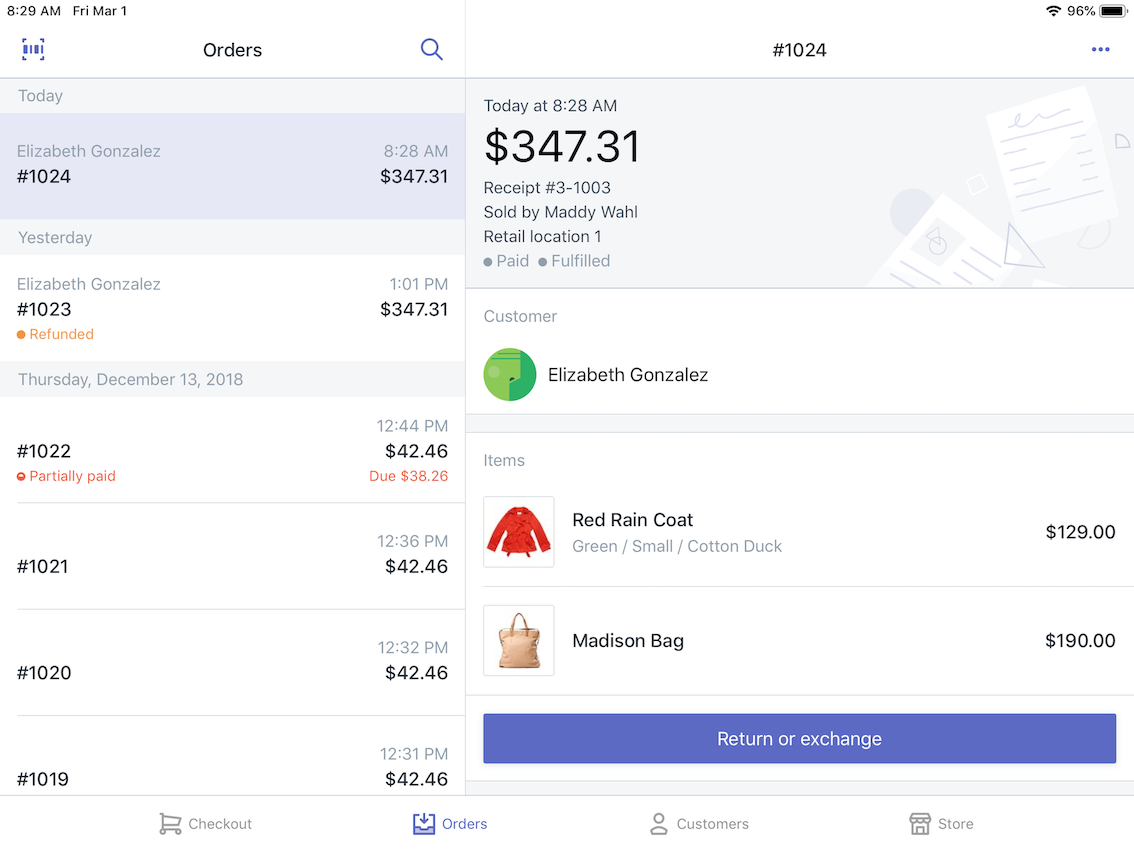 8:29 AM Fri Mar 1
96%
Orders
Today
Elizabeth Gonzalez 8:28 AM
#1024 $347.31
Yesterday
Elizabeth Gonzalez 1:01 PM
#1023 $347.31
Refunded
Thursday, December 13, 2018
12:44 PM
#1022 $42.46
Partially paid Due $38.26
12:36 PM
#1021 $42.46
12:32 PM
#1020 $42.46
12:31 PM
#1019 $42.46
#1024
Today at 8:28 AM
$347.31
Receipt #3-1003
Sold by Maddy Wahl
Retail location 1
Paid Fulfilled
Customer
Elizabeth Gonzalez
Items
Red Rain Coat
Green / Small / Cotton Duck
$129.00
Madison Bag $190.00
Return or exchange
Checkout Orders Customers Store